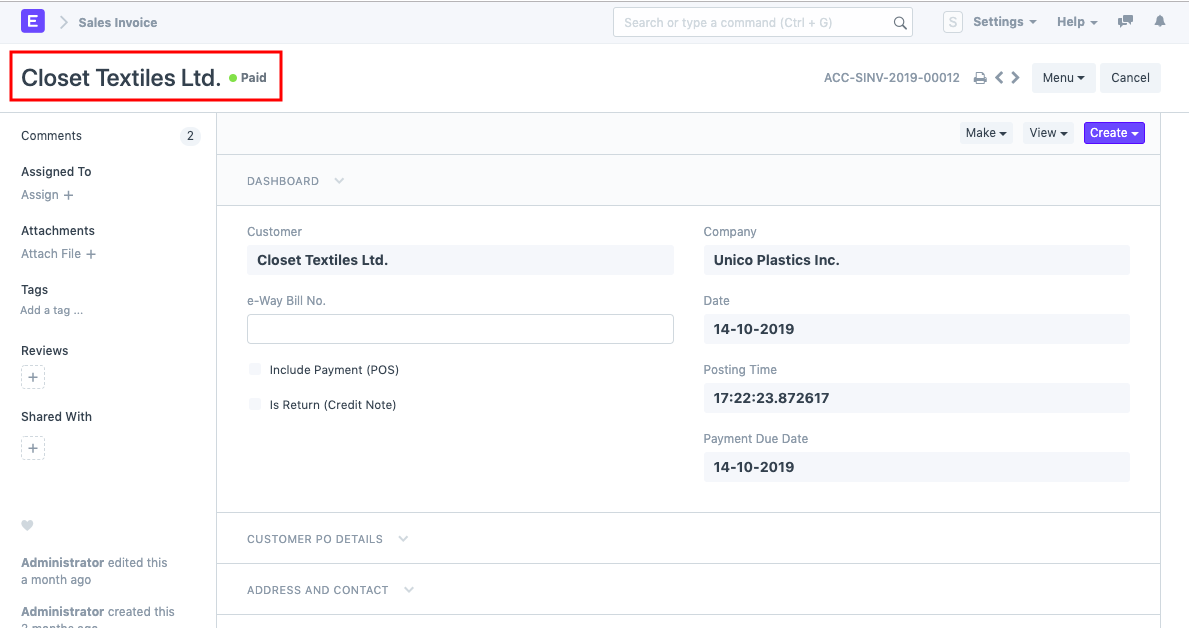 E
Sales Invoice
Search or type a command (Ctrl + G)
S
Settings
Help
Closet Textiles Ltd.
Paid
ACC-SINV-2019-00012
Menu
Cancel
Comments
2
Assigned To
Assign +
Attachments
Attach File +
Tags
Add a tag ...
Reviews
+
Shared With
+
Administrator edited this
a month ago
Administrator created this
2 months ago
Make
View
Create
DASHBOARD
Customer
Closet Textiles Ltd.
e-Way Bill No.
Include Payment (POS)
Is Return (Credit Note)
Company
Unico Plastics Inc.
Date
14-10-2019
Posting Time
17:22:23.872617
Payment Due Date
14-10-2019
CUSTOMER PO DETAILS
ADDRESS AND CONTACT